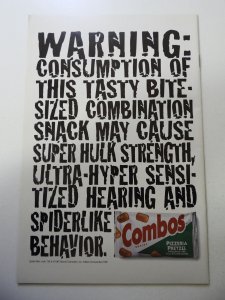 WARNING:
CONSUMPTION OF
THIS TASTY BITE-
SIZED COMBINATION
SNACK MAY CAUSE
SUPER HULK STRENGTH,
ULTRA-HYPER SENSI-
TIZED HEARING AND
SPIDERLIKE
BEHAVIOR.
Combos
PIZZERIA
PRETZEL